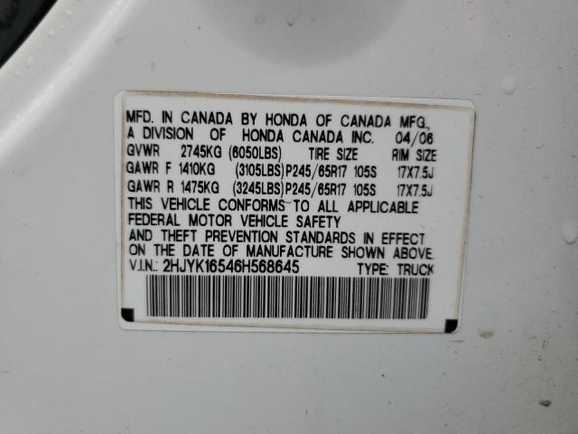 MFD. IN CANADA BY HONDA OF CANADA MFG.,
A DIVISION OF HONDA CANADA INC. 04/06
GVWR 2745KG (6050LBS) TIRE SIZE RIM SIZE
GAWR F 1410KG (3105LBS) P245/65R17 105S 17X7.5J
GAWR R 1475KG (3245LBS) P245/65R17 105S 17X7.5J
THIS VEHICLE CONFORMS TO ALL APPLICABLE
FEDERAL MOTOR VEHICLE SAFETY
AND THEFT PREVENTION STANDARDS IN EFFECT
ON THE DATE OF MANUFACTURE SHOWN ABOVE.
V.I.N.: 2HJYK16546H568645 TYPE: TRUCK